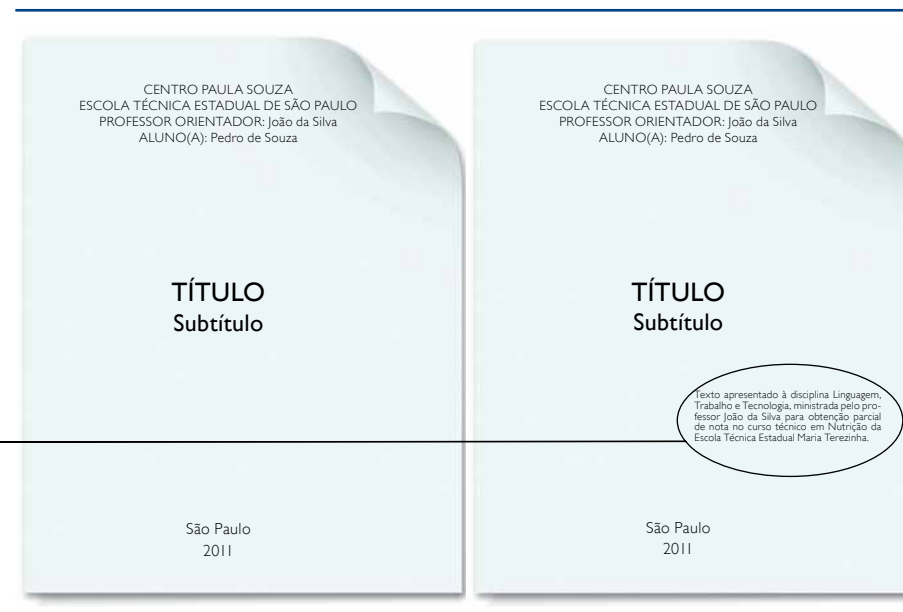 CENTRO PAULA SOUZA
ESCOLA TÉCNICA ESTADUAL DE SÃO PAULO
PROFESSOR ORIENTADOR: João da Silva
ALUNO(A): Pedro de Souza
TÍTULO
Subtítulo
São Paulo
2011
CENTRO PAULA SOUZA
ESCOLA TÉCNICA ESTADUAL DE SÃO PAULO
PROFESSOR ORIENTADOR: João da Silva
ALUNO(A): Pedro de Souza
TÍTULO
Subtítulo
Texto apresentado à disciplina Linguagem,
Trabalho e Tecnologia, ministrada pelo pro-
fessor João da Silva para obtenção parcial
de nota no curso técnico em Nutrição da
Escola Técnica Estadual Maria Terezinha.
São Paulo
2011